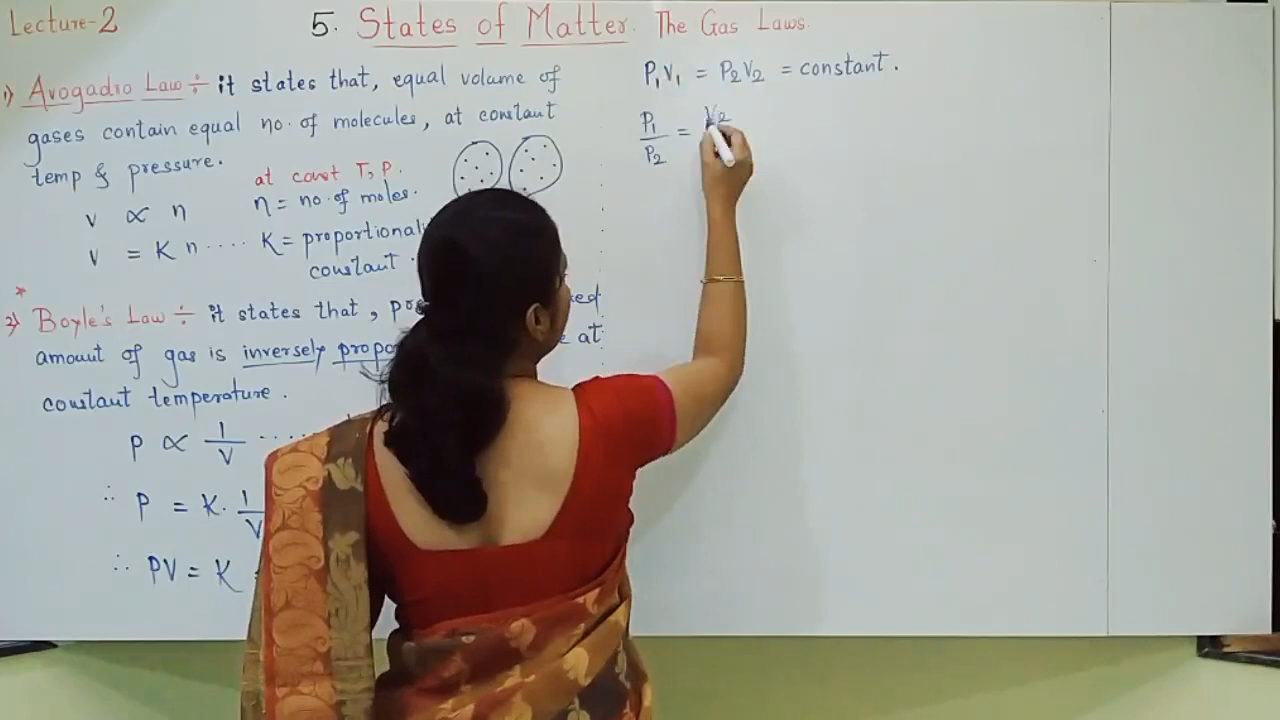 Lecture-2
5. States of Matter. The Gas Laws.
1) Avogadro Law ÷ it states that, equal volume of
gases contain equal no. of molecules, at constant
temp & pressure.
at const T, P.
V ∝ n
n = no. of moles.
V = K n .... K = proportional
constant.
*
2) Boyle's Law ÷ it states that,
amount of gas is inversely at
constant temperature.
P ∝ 1/V ....
∴ P = K. 1/V
∴ PV = K
P₁V₁ = P₂V₂ = constant.
P₁/P₂ = V₂